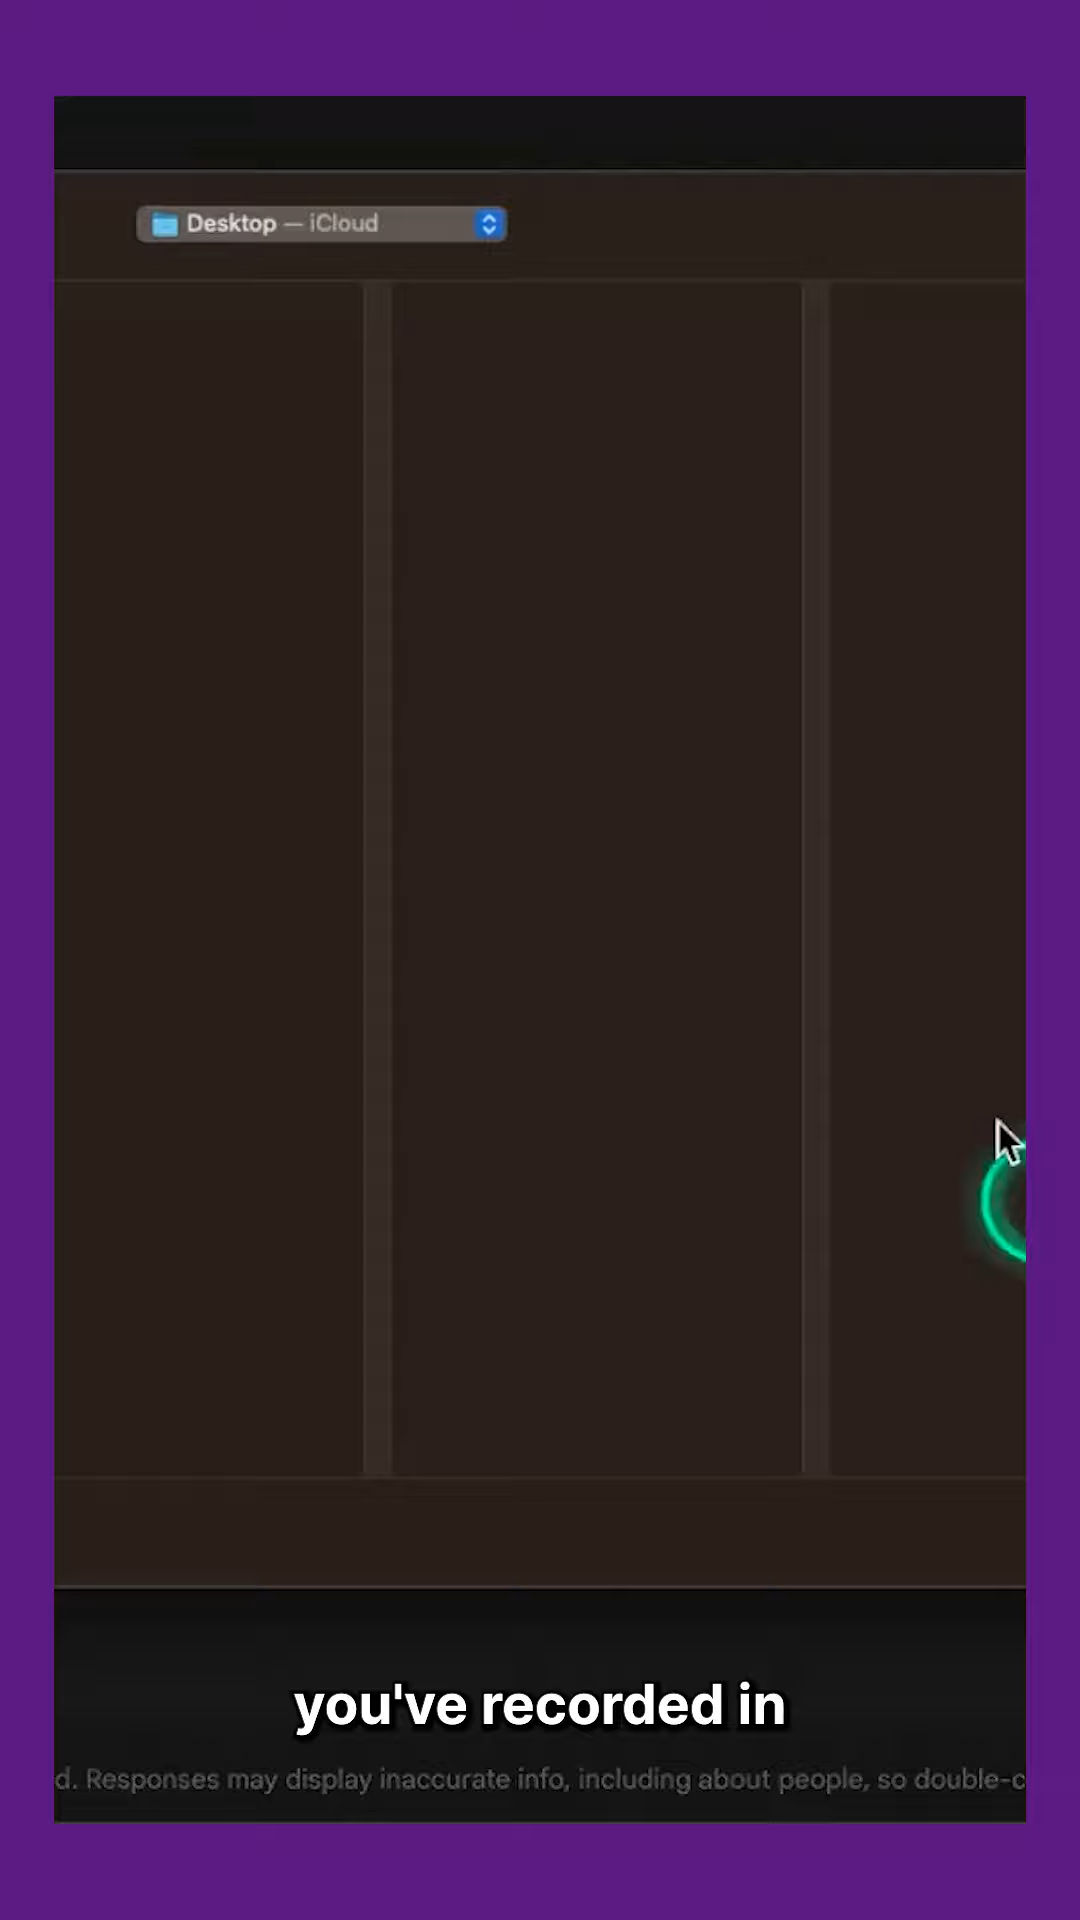 Desktop — iCloud
you've recorded in
d. Responses may display inaccurate info, including about people, so double-c